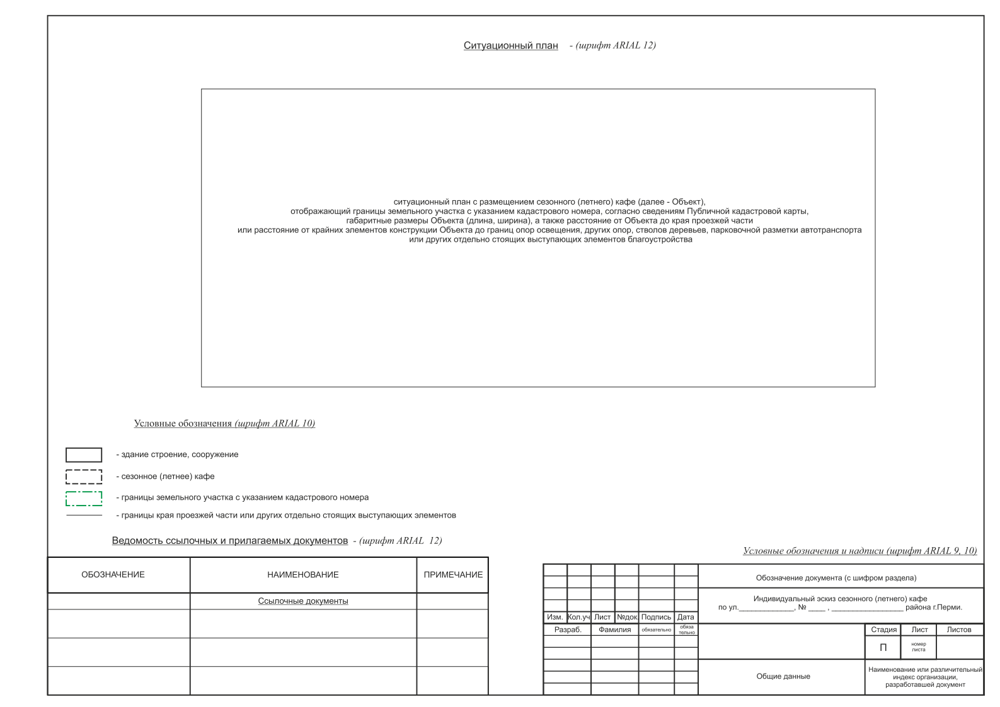 Ситуационный план - (шрифт ARIAL 12)
ситуационный план с размещением сезонного (летнего) кафе (далее - Объект),
отображающий границы земельного участка с указанием кадастрового номера, согласно сведениям Публичной кадастровой карты,
габаритные размеры Объекта (длина, ширина), а также расстояние от Объекта до края проезжей части
или расстояние от крайних элементов конструкции Объекта до границ опор освещения, других опор, стволов деревьев, парковочной разметки автотранспорта
или других отдельно стоящих выступающих элементов благоустройства
Условные обозначения (шрифт ARIAL 10)
- здание строение, сооружение
- сезонное (летнее) кафе
- границы земельного участка с указанием кадастрового номера
- границы края проезжей части или других отдельно стоящих выступающих элементов
Ведомость ссылочных и прилагаемых документов - (шрифт ARIAL 12)
ОБОЗНАЧЕНИЕ НАИМЕНОВАНИЕ ПРИМЕЧАНИЕ
Ссылочные документы
Условные обозначения и надписи (шрифт ARIAL 9, 10)
Обозначение документа (с шифром раздела)
Индивидуальный эскиз сезонного (летнего) кафе
по ул._____________, № ____ , _________________ района г.Перми.
Изм. Кол.уч Лист №док. Подпись Дата
Разраб. Фамилия обязательно обяза
тельно
Стадия Лист Листов
П номер
листа
Общие данные
Наименование или различительный
индекс организации,
разработавшей документ